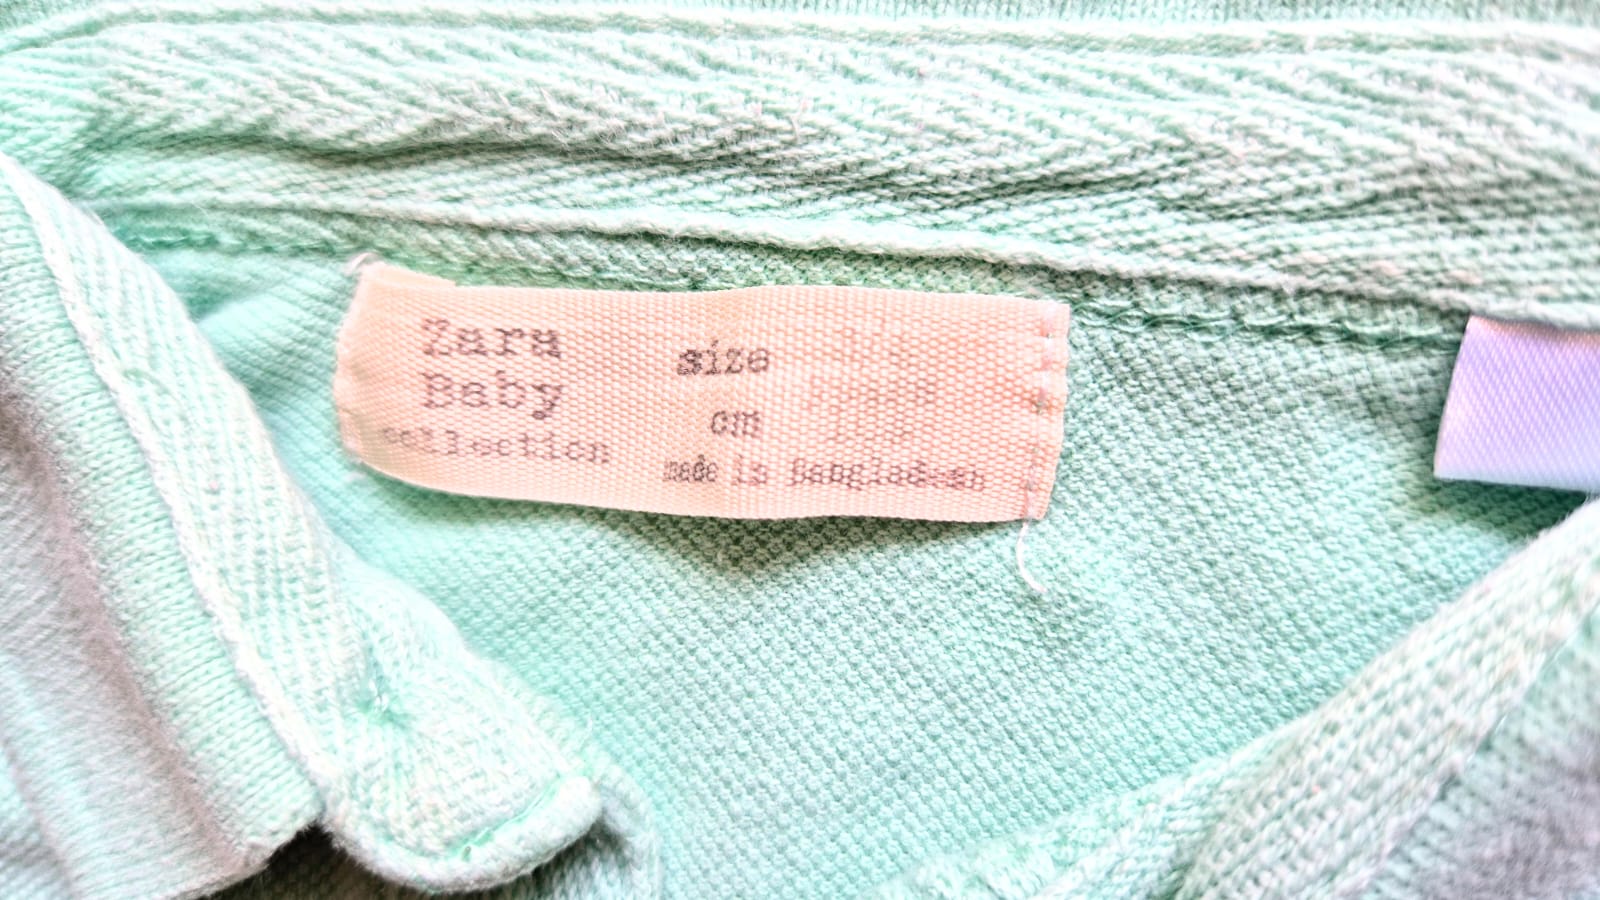 Zara
Baby
collection
size
cm
made in Bangladesh